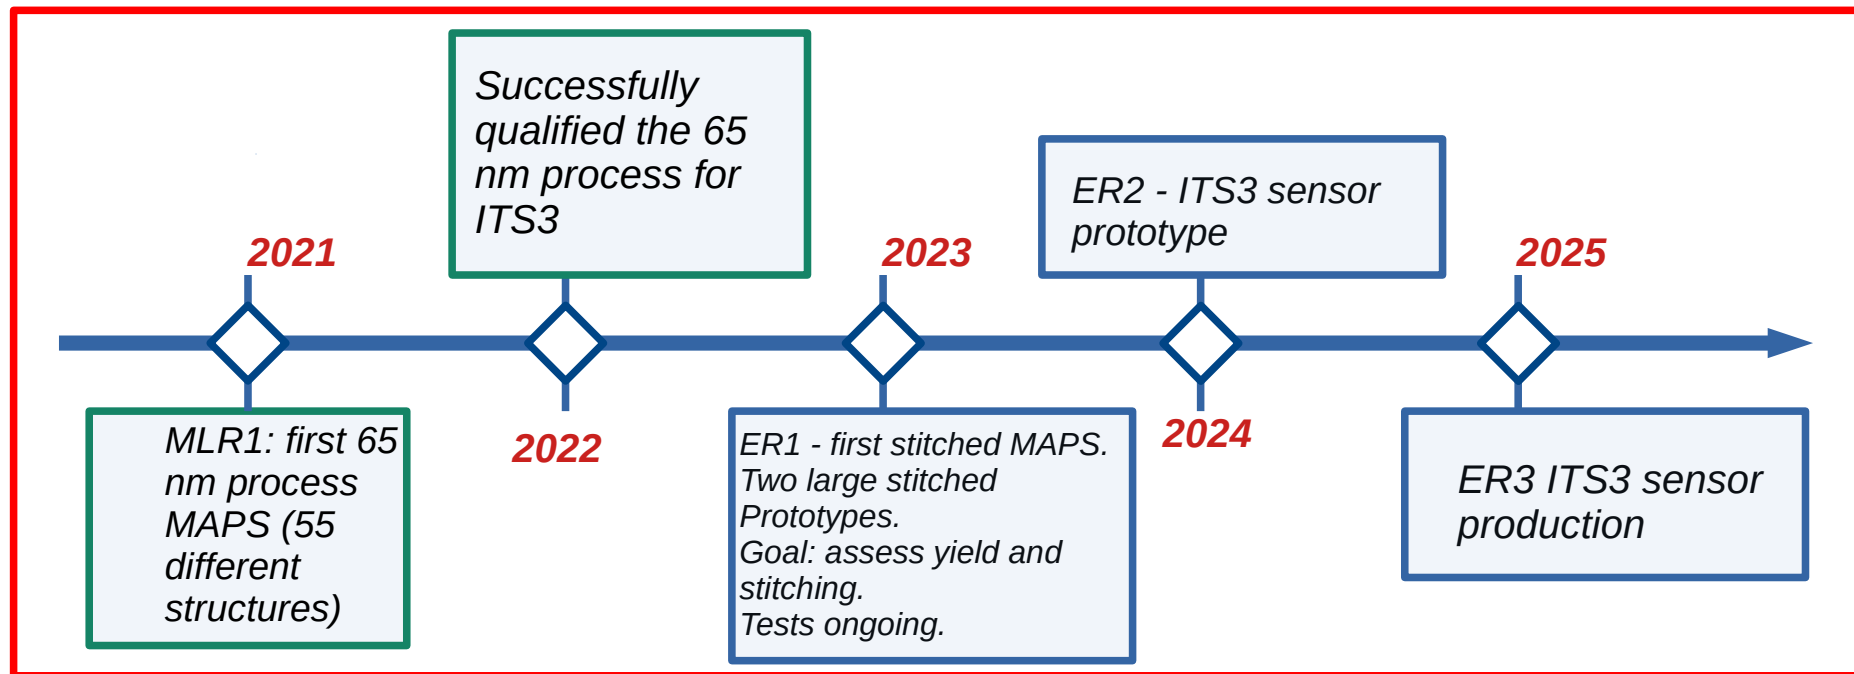 2021
MLR1: first 65
nm process
MAPS (55
different
structures)
Successfully
qualified the 65
nm process for
ITS3
2022
2023
ER1 - first stitched MAPS.
Two large stitched
Prototypes.
Goal: assess yield and
stitching.
Tests ongoing.
ER2 - ITS3 sensor
prototype
2024
2025
ER3 ITS3 sensor
production